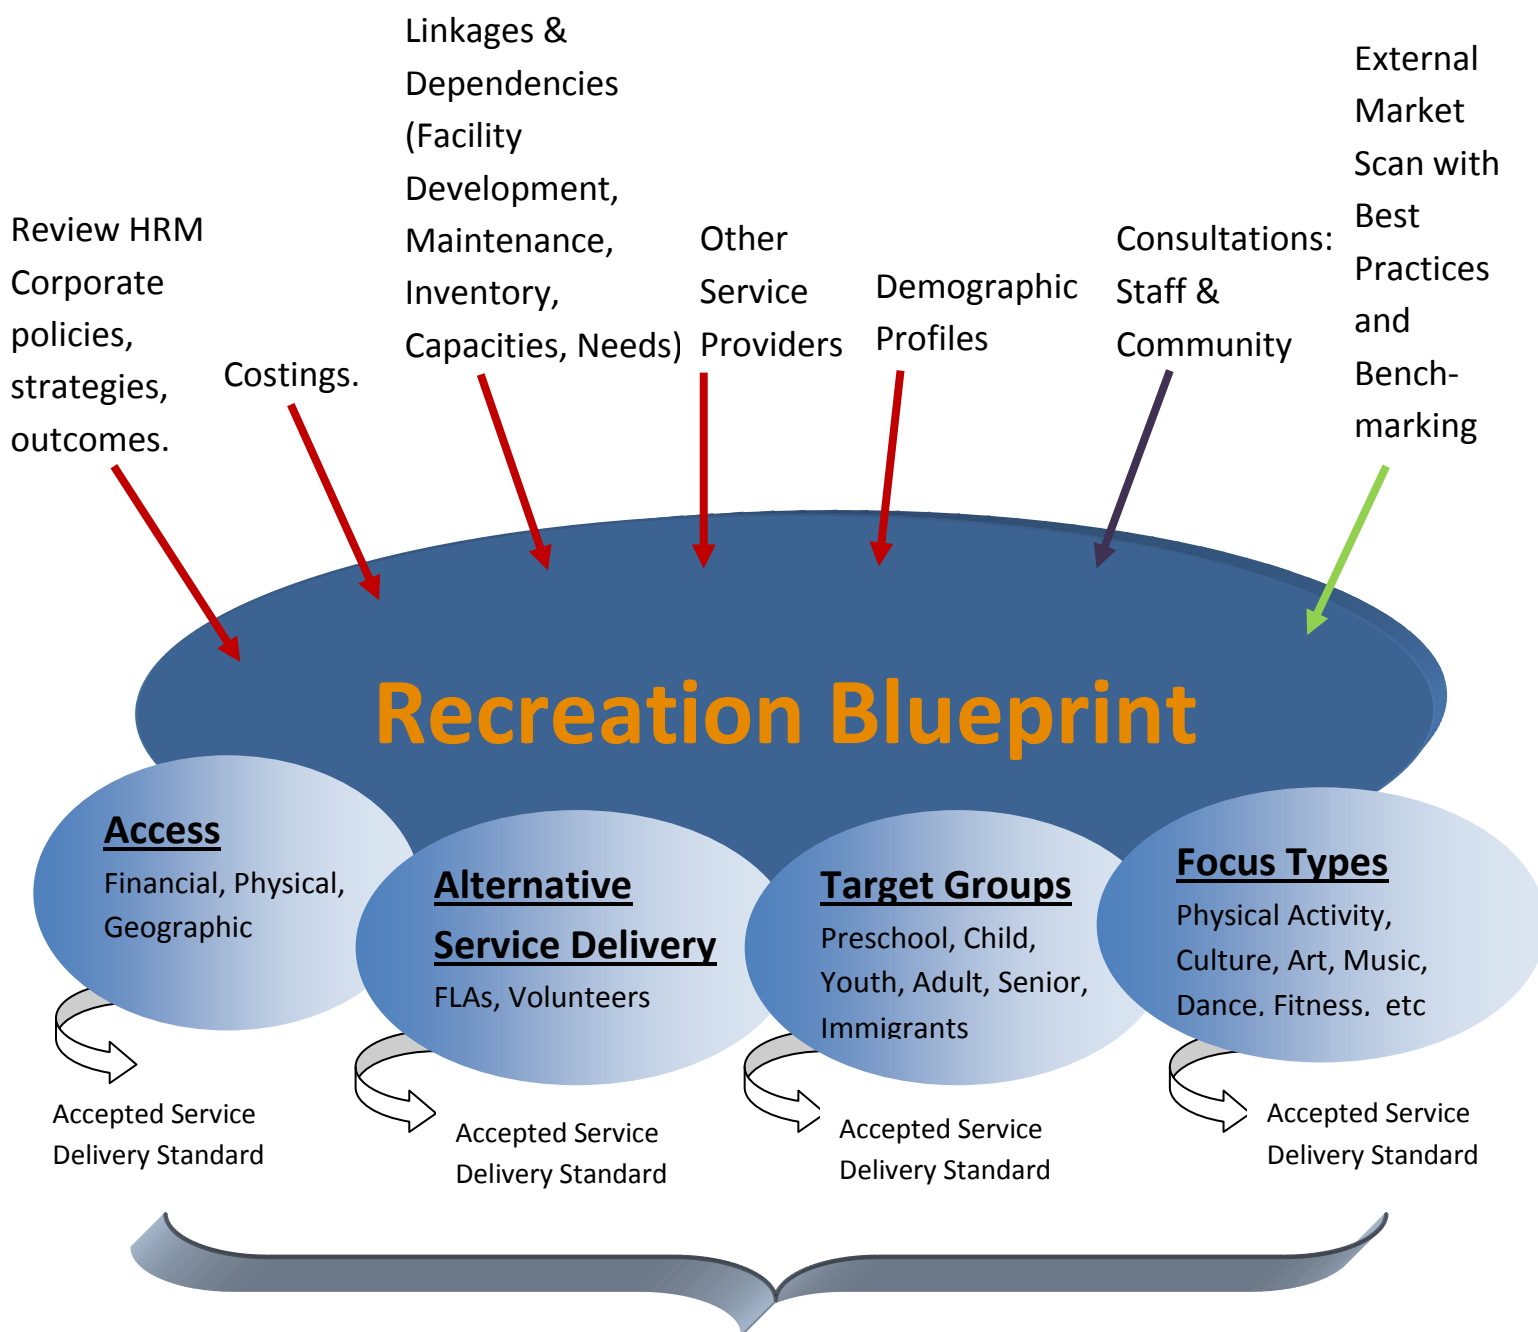 Review HRM
Corporate
policies,
strategies,
outcomes.
Costings.
Linkages &
Dependencies
(Facility
Development,
Maintenance,
Inventory,
Capacities, Needs)
Other
Service
Providers
Demographic
Profiles
Consultations:
Staff &
Community
External
Market
Scan with
Best
Practices
and
Bench-
marking
Recreation Blueprint
Access
Financial, Physical,
Geographic
Alternative
Service Delivery
FLAs, Volunteers
Target Groups
Preschool, Child,
Youth, Adult, Senior,
Immigrants
Focus Types
Physical Activity,
Culture, Art, Music,
Dance, Fitness, etc
Accepted Service
Delivery Standard
Accepted Service
Delivery Standard
Accepted Service
Delivery Standard
Accepted Service
Delivery Standard